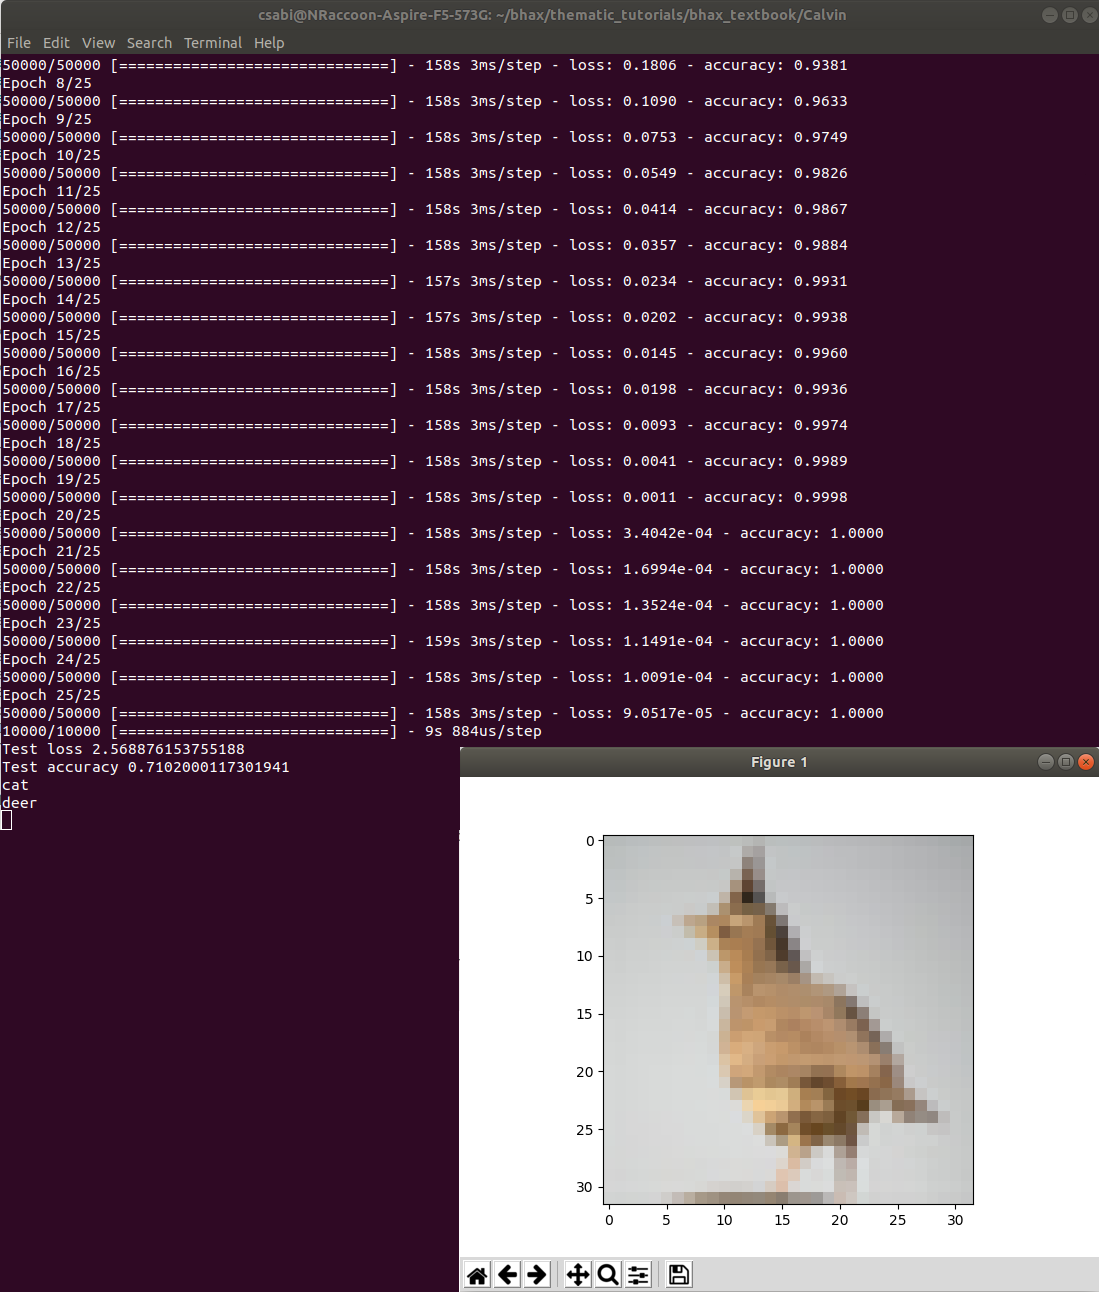 csabi@NRaccoon-Aspire-F5-573G: ~/bhax/thematic_tutorials/bhax_textbook/Calvin
File Edit View Search Terminal Help
50000/50000 [==============================] - 158s 3ms/step - loss: 0.1806 - accuracy: 0.9381
Epoch 8/25
50000/50000 [==============================] - 158s 3ms/step - loss: 0.1090 - accuracy: 0.9633
Epoch 9/25
50000/50000 [==============================] - 158s 3ms/step - loss: 0.0753 - accuracy: 0.9749
Epoch 10/25
50000/50000 [==============================] - 158s 3ms/step - loss: 0.0549 - accuracy: 0.9826
Epoch 11/25
50000/50000 [==============================] - 158s 3ms/step - loss: 0.0414 - accuracy: 0.9867
Epoch 12/25
50000/50000 [==============================] - 158s 3ms/step - loss: 0.0357 - accuracy: 0.9884
Epoch 13/25
50000/50000 [==============================] - 157s 3ms/step - loss: 0.0234 - accuracy: 0.9931
Epoch 14/25
50000/50000 [==============================] - 157s 3ms/step - loss: 0.0202 - accuracy: 0.9938
Epoch 15/25
50000/50000 [==============================] - 158s 3ms/step - loss: 0.0145 - accuracy: 0.9960
Epoch 16/25
50000/50000 [==============================] - 158s 3ms/step - loss: 0.0198 - accuracy: 0.9936
Epoch 17/25
50000/50000 [==============================] - 158s 3ms/step - loss: 0.0093 - accuracy: 0.9974
Epoch 18/25
50000/50000 [==============================] - 158s 3ms/step - loss: 0.0041 - accuracy: 0.9989
Epoch 19/25
50000/50000 [==============================] - 158s 3ms/step - loss: 0.0011 - accuracy: 0.9998
Epoch 20/25
50000/50000 [==============================] - 158s 3ms/step - loss: 3.4042e-04 - accuracy: 1.0000
Epoch 21/25
50000/50000 [==============================] - 158s 3ms/step - loss: 1.6994e-04 - accuracy: 1.0000
Epoch 22/25
50000/50000 [==============================] - 158s 3ms/step - loss: 1.3524e-04 - accuracy: 1.0000
Epoch 23/25
50000/50000 [==============================] - 159s 3ms/step - loss: 1.1491e-04 - accuracy: 1.0000
Epoch 24/25
50000/50000 [==============================] - 158s 3ms/step - loss: 1.0091e-04 - accuracy: 1.0000
Epoch 25/25
50000/50000 [==============================] - 158s 3ms/step - loss: 9.0517e-05 - accuracy: 1.0000
10000/10000 [==============================] - 9s 884us/step
Test loss 2.568876153755188
Test accuracy 0.7102000117301941
cat
deer
Figure 1
0
5
10
15
20
25
30
0 5 10 15 20 25 30